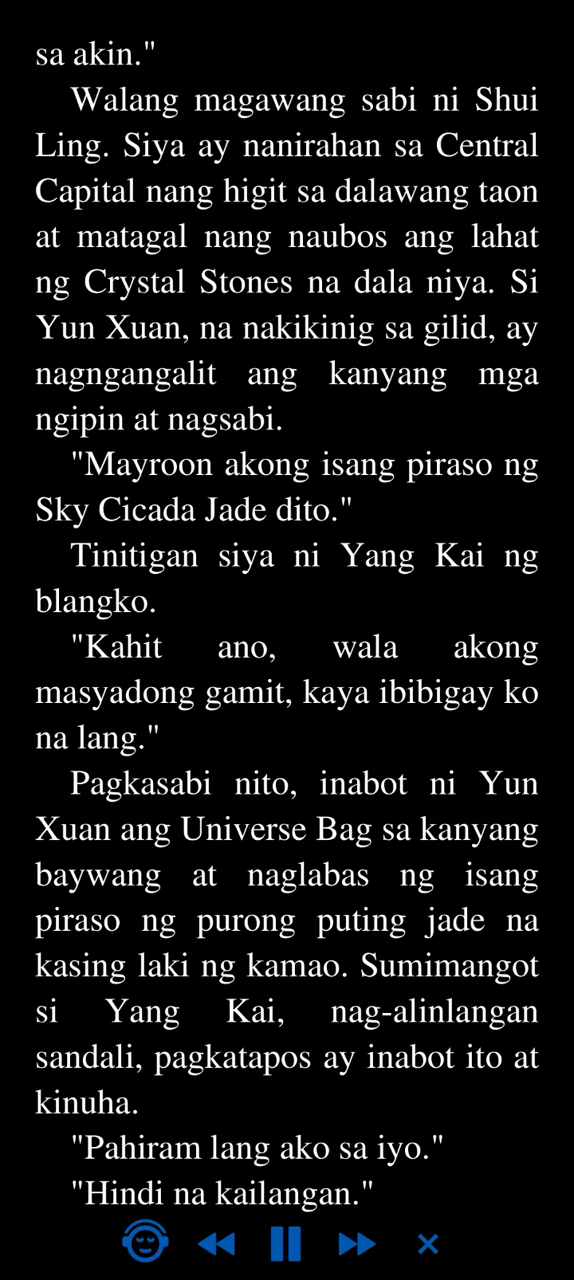 sa akin."
Walang magawang sabi ni Shui
Ling. Siya ay nanirahan sa Central
Capital nang higit sa dalawang taon
at matagal nang naubos ang lahat
ng Crystal Stones na dala niya. Si
Yun Xuan, na nakikinig sa gilid, ay
nagngangalit ang kanyang mga
ngipin at nagsabi.
"Mayroon akong isang piraso ng
Sky Cicada Jade dito."
Tinitigan siya ni Yang Kai ng
blangko.
"Kahit ano, wala akong
masyadong gamit, kaya ibibigay ko
na lang."
Pagkasabi nito, inabot ni Yun
Xuan ang Universe Bag sa kanyang
baywang at naglabas ng isang
piraso ng purong puting jade na
kasing laki ng kamao. Sumimangot
si Yang Kai, nag-alinlangan
sandali, pagkatapos ay inabot ito at
kinuha.
"Pahiram lang ako sa iyo."
"Hindi na kailangan."